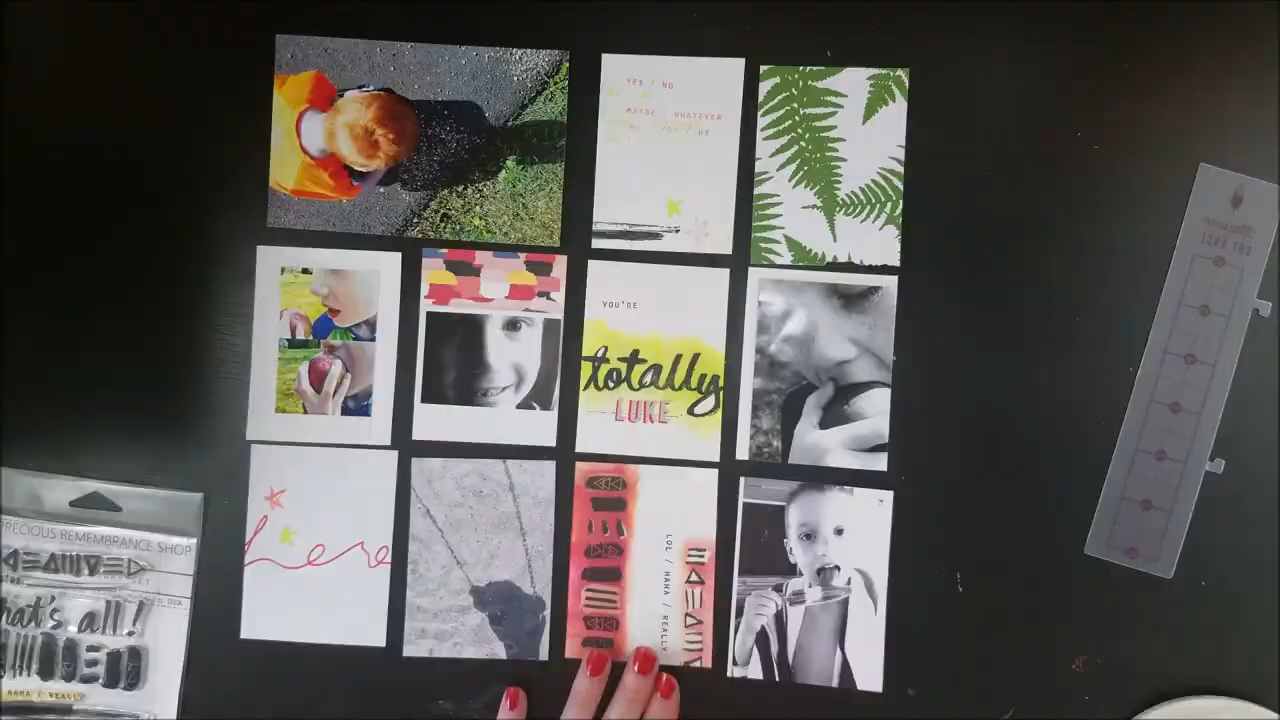 YES / NO
MAYBE / WHATEVER
/ US
YOU'RE
totally
LUKE
here
LOL / HAHA / REALLY
PRECIOUS REMEMBRANCE SHOP
hat's all!
HAHA / REALLY